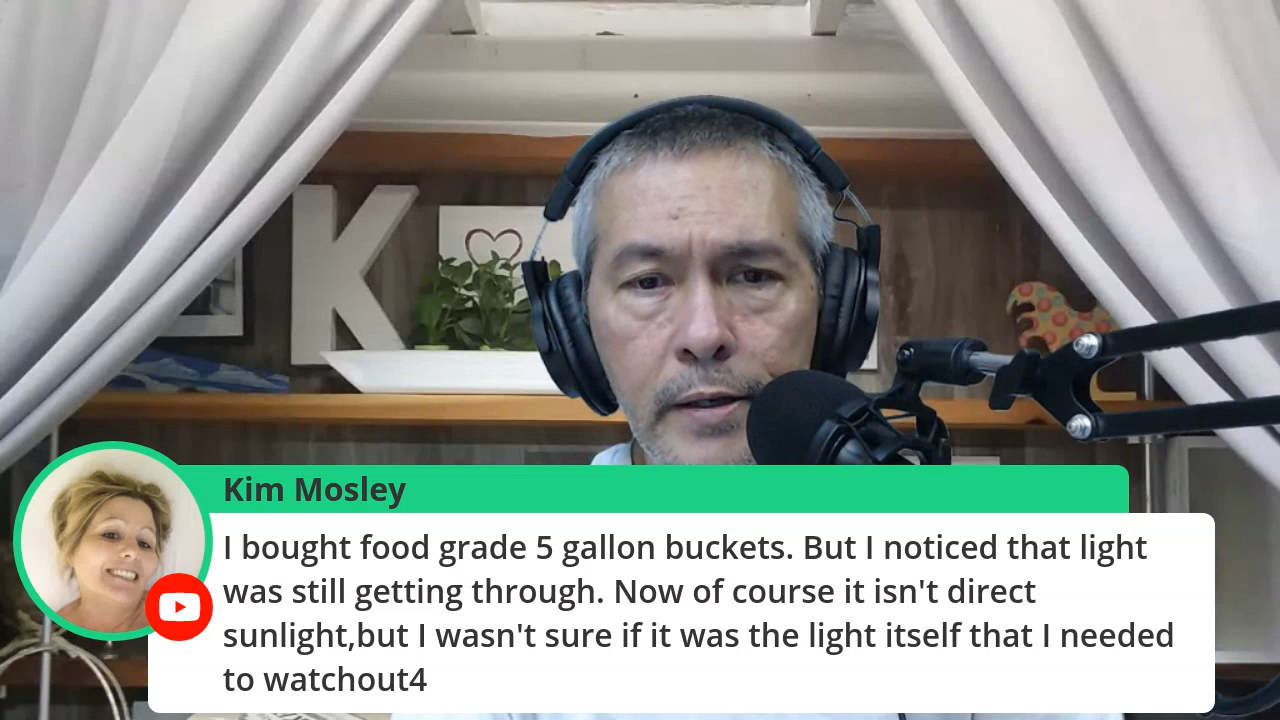 K
Kim Mosley
I bought food grade 5 gallon buckets. But I noticed that light
was still getting through. Now of course it isn't direct
sunlight,but I wasn't sure if it was the light itself that I needed
to watchout4